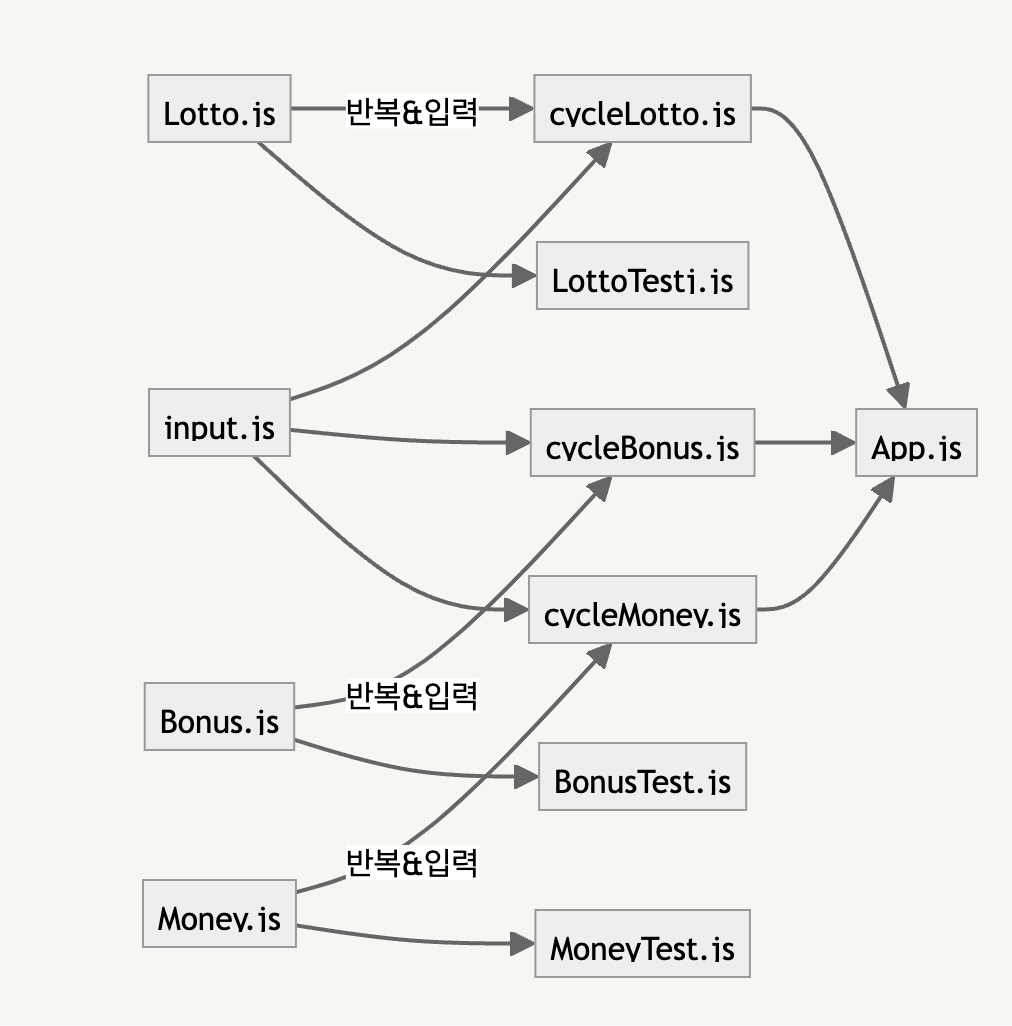 Lotto.js
반복&입력
cycleLotto.js
LottoTestj.js
input.js
cycleBonus.js
App.js
cycleMoney.js
Bonus.js
반복&입력
BonusTest.js
반복&입력
Money.js
MoneyTest.js